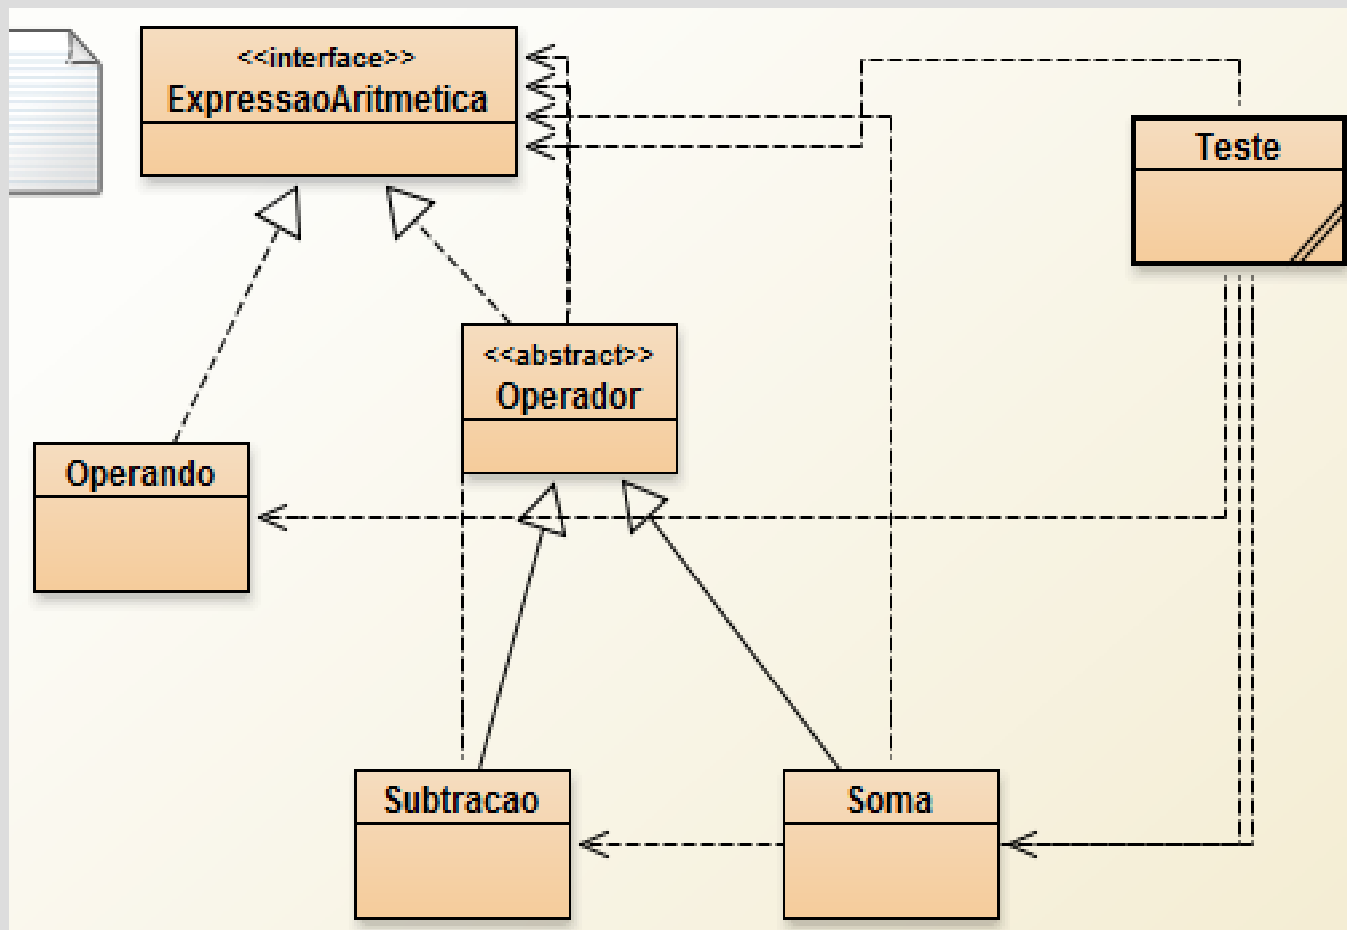 <<interface>>
ExpressaoAritmetica
Teste
<<abstract>>
Operador
Operando
Subtracao
Soma